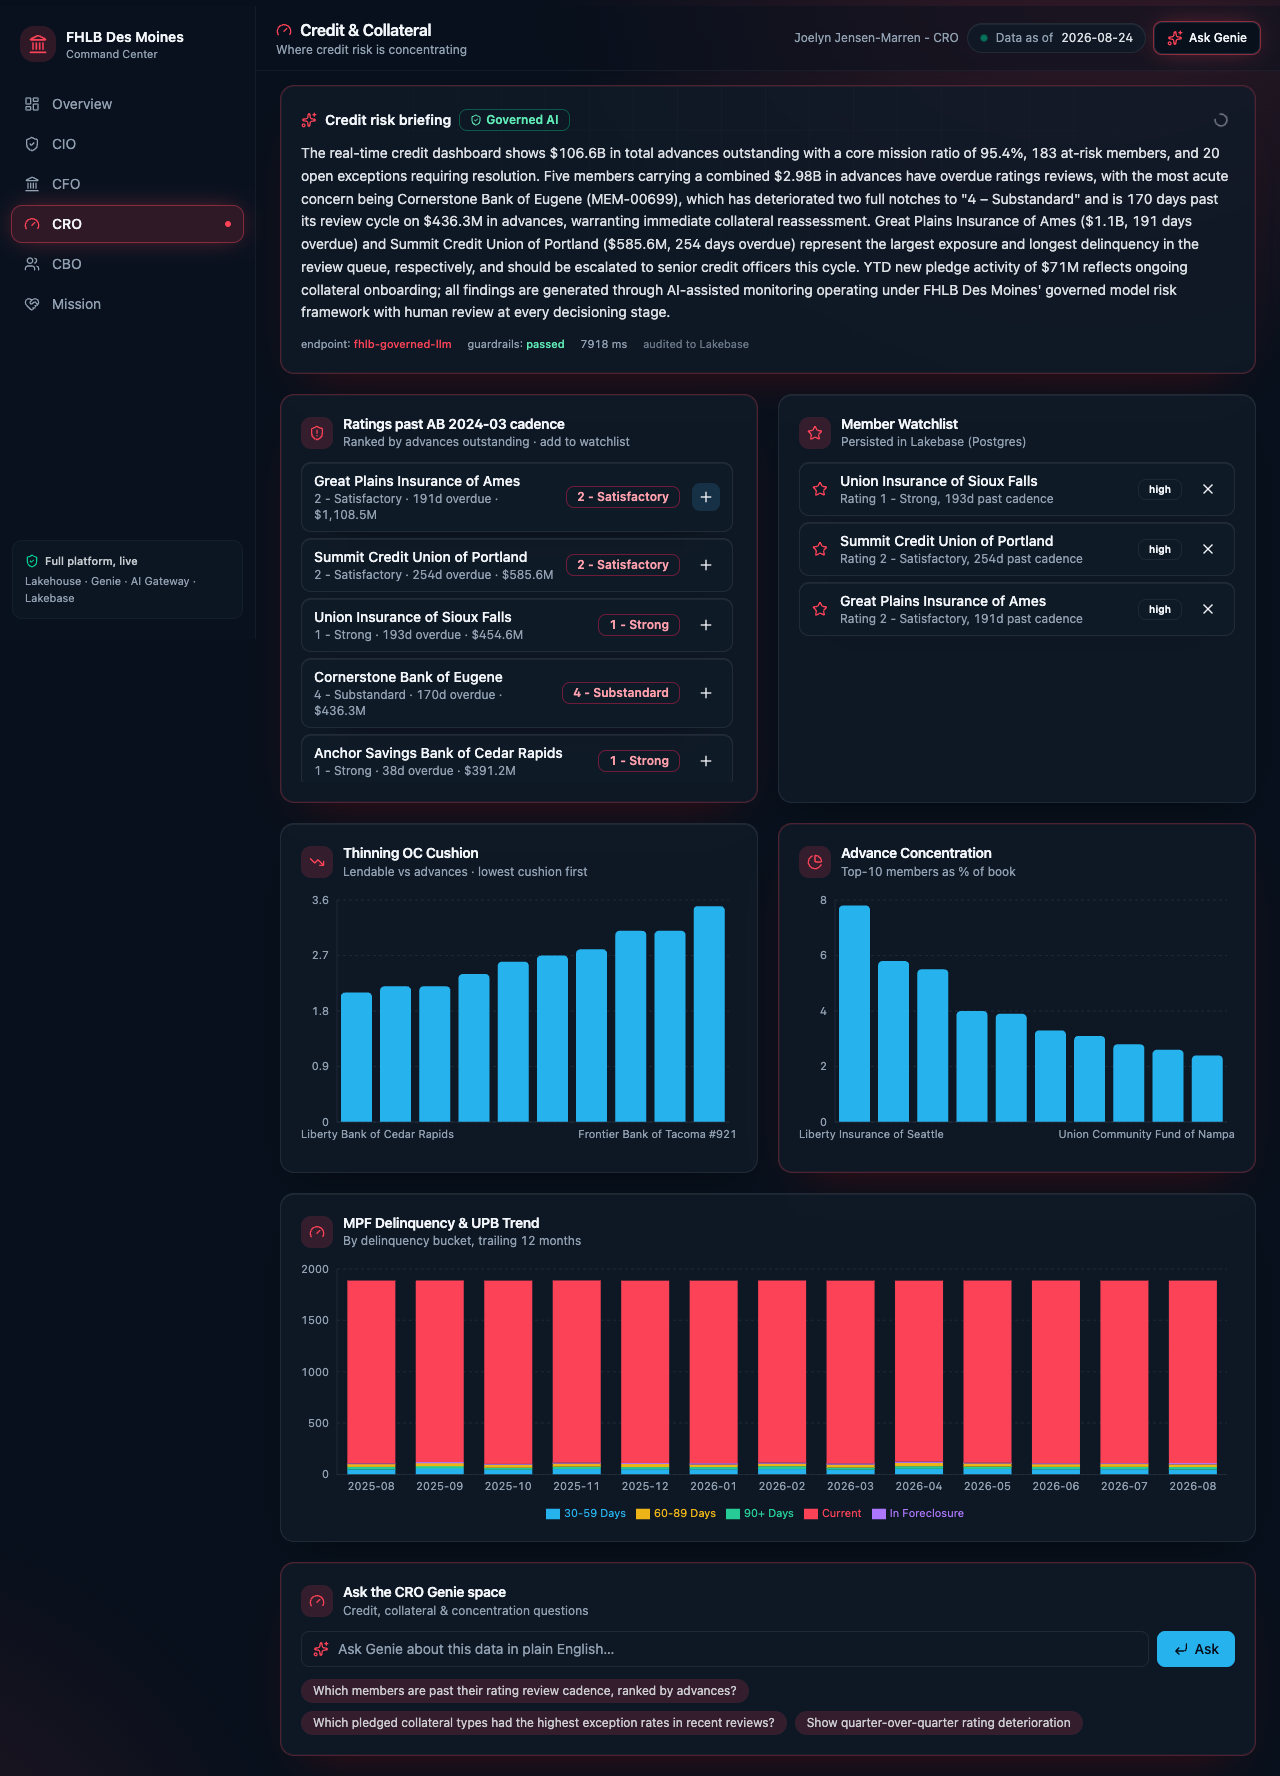 FHLB Des Moines
Command Center
Overview
CIO
CFO
CRO
CBO
Mission
Full platform, live
Lakehouse · Genie · AI Gateway ·
Lakebase
Credit & Collateral
Where credit risk is concentrating
Joelyn Jensen-Marren - CRO
Data as of 2026-08-24
Ask Genie
Credit risk briefing
Governed AI
The real-time credit dashboard shows $106.6B in total advances outstanding with a core mission ratio of 95.4%, 183 at-risk members, and 20
open exceptions requiring resolution. Five members carrying a combined $2.98B in advances have overdue ratings reviews, with the most acute
concern being Cornerstone Bank of Eugene (MEM-00699), which has deteriorated two full notches to "4 – Substandard" and is 170 days past
its review cycle on $436.3M in advances, warranting immediate collateral reassessment. Great Plains Insurance of Ames ($1.1B, 191 days
overdue) and Summit Credit Union of Portland ($585.6M, 254 days overdue) represent the largest exposure and longest delinquency in the
review queue, respectively, and should be escalated to senior credit officers this cycle. YTD new pledge activity of $71M reflects ongoing
collateral onboarding; all findings are generated through AI-assisted monitoring operating under FHLB Des Moines' governed model risk
framework with human review at every decisioning stage.
endpoint: fhlb-governed-llm guardrails: passed 7918 ms audited to Lakebase
Ratings past AB 2024-03 cadence
Ranked by advances outstanding · add to watchlist
Great Plains Insurance of Ames
2 - Satisfactory · 191d overdue ·
$1,108.5M
2 - Satisfactory
Summit Credit Union of Portland
2 - Satisfactory · 254d overdue · $585.6M
2 - Satisfactory
Union Insurance of Sioux Falls
1 - Strong · 193d overdue · $454.6M
1 - Strong
Cornerstone Bank of Eugene
4 - Substandard · 170d overdue ·
$436.3M
4 - Substandard
Anchor Savings Bank of Cedar Rapids
1 - Strong · 38d overdue · $391.2M
1 - Strong
Member Watchlist
Persisted in Lakebase (Postgres)
Union Insurance of Sioux Falls
Rating 1 - Strong, 193d past cadence
high
Summit Credit Union of Portland
Rating 2 - Satisfactory, 254d past cadence
high
Great Plains Insurance of Ames
Rating 2 - Satisfactory, 191d past cadence
high
Thinning OC Cushion
Lendable vs advances · lowest cushion first
3.6
2.7
1.8
0.9
0
Liberty Bank of Cedar Rapids
Frontier Bank of Tacoma #921
Advance Concentration
Top-10 members as % of book
8
6
4
2
0
Liberty Insurance of Seattle
Union Community Fund of Nampa
MPF Delinquency & UPB Trend
By delinquency bucket, trailing 12 months
2000
1500
1000
500
0
2025-08 2025-09 2025-10 2025-11 2025-12 2026-01 2026-02 2026-03 2026-04 2026-05 2026-06 2026-07 2026-08
30-59 Days 60-89 Days 90+ Days Current In Foreclosure
Ask the CRO Genie space
Credit, collateral & concentration questions
Ask Genie about this data in plain English...
Ask
Which members are past their rating review cadence, ranked by advances?
Which pledged collateral types had the highest exception rates in recent reviews?
Show quarter-over-quarter rating deterioration